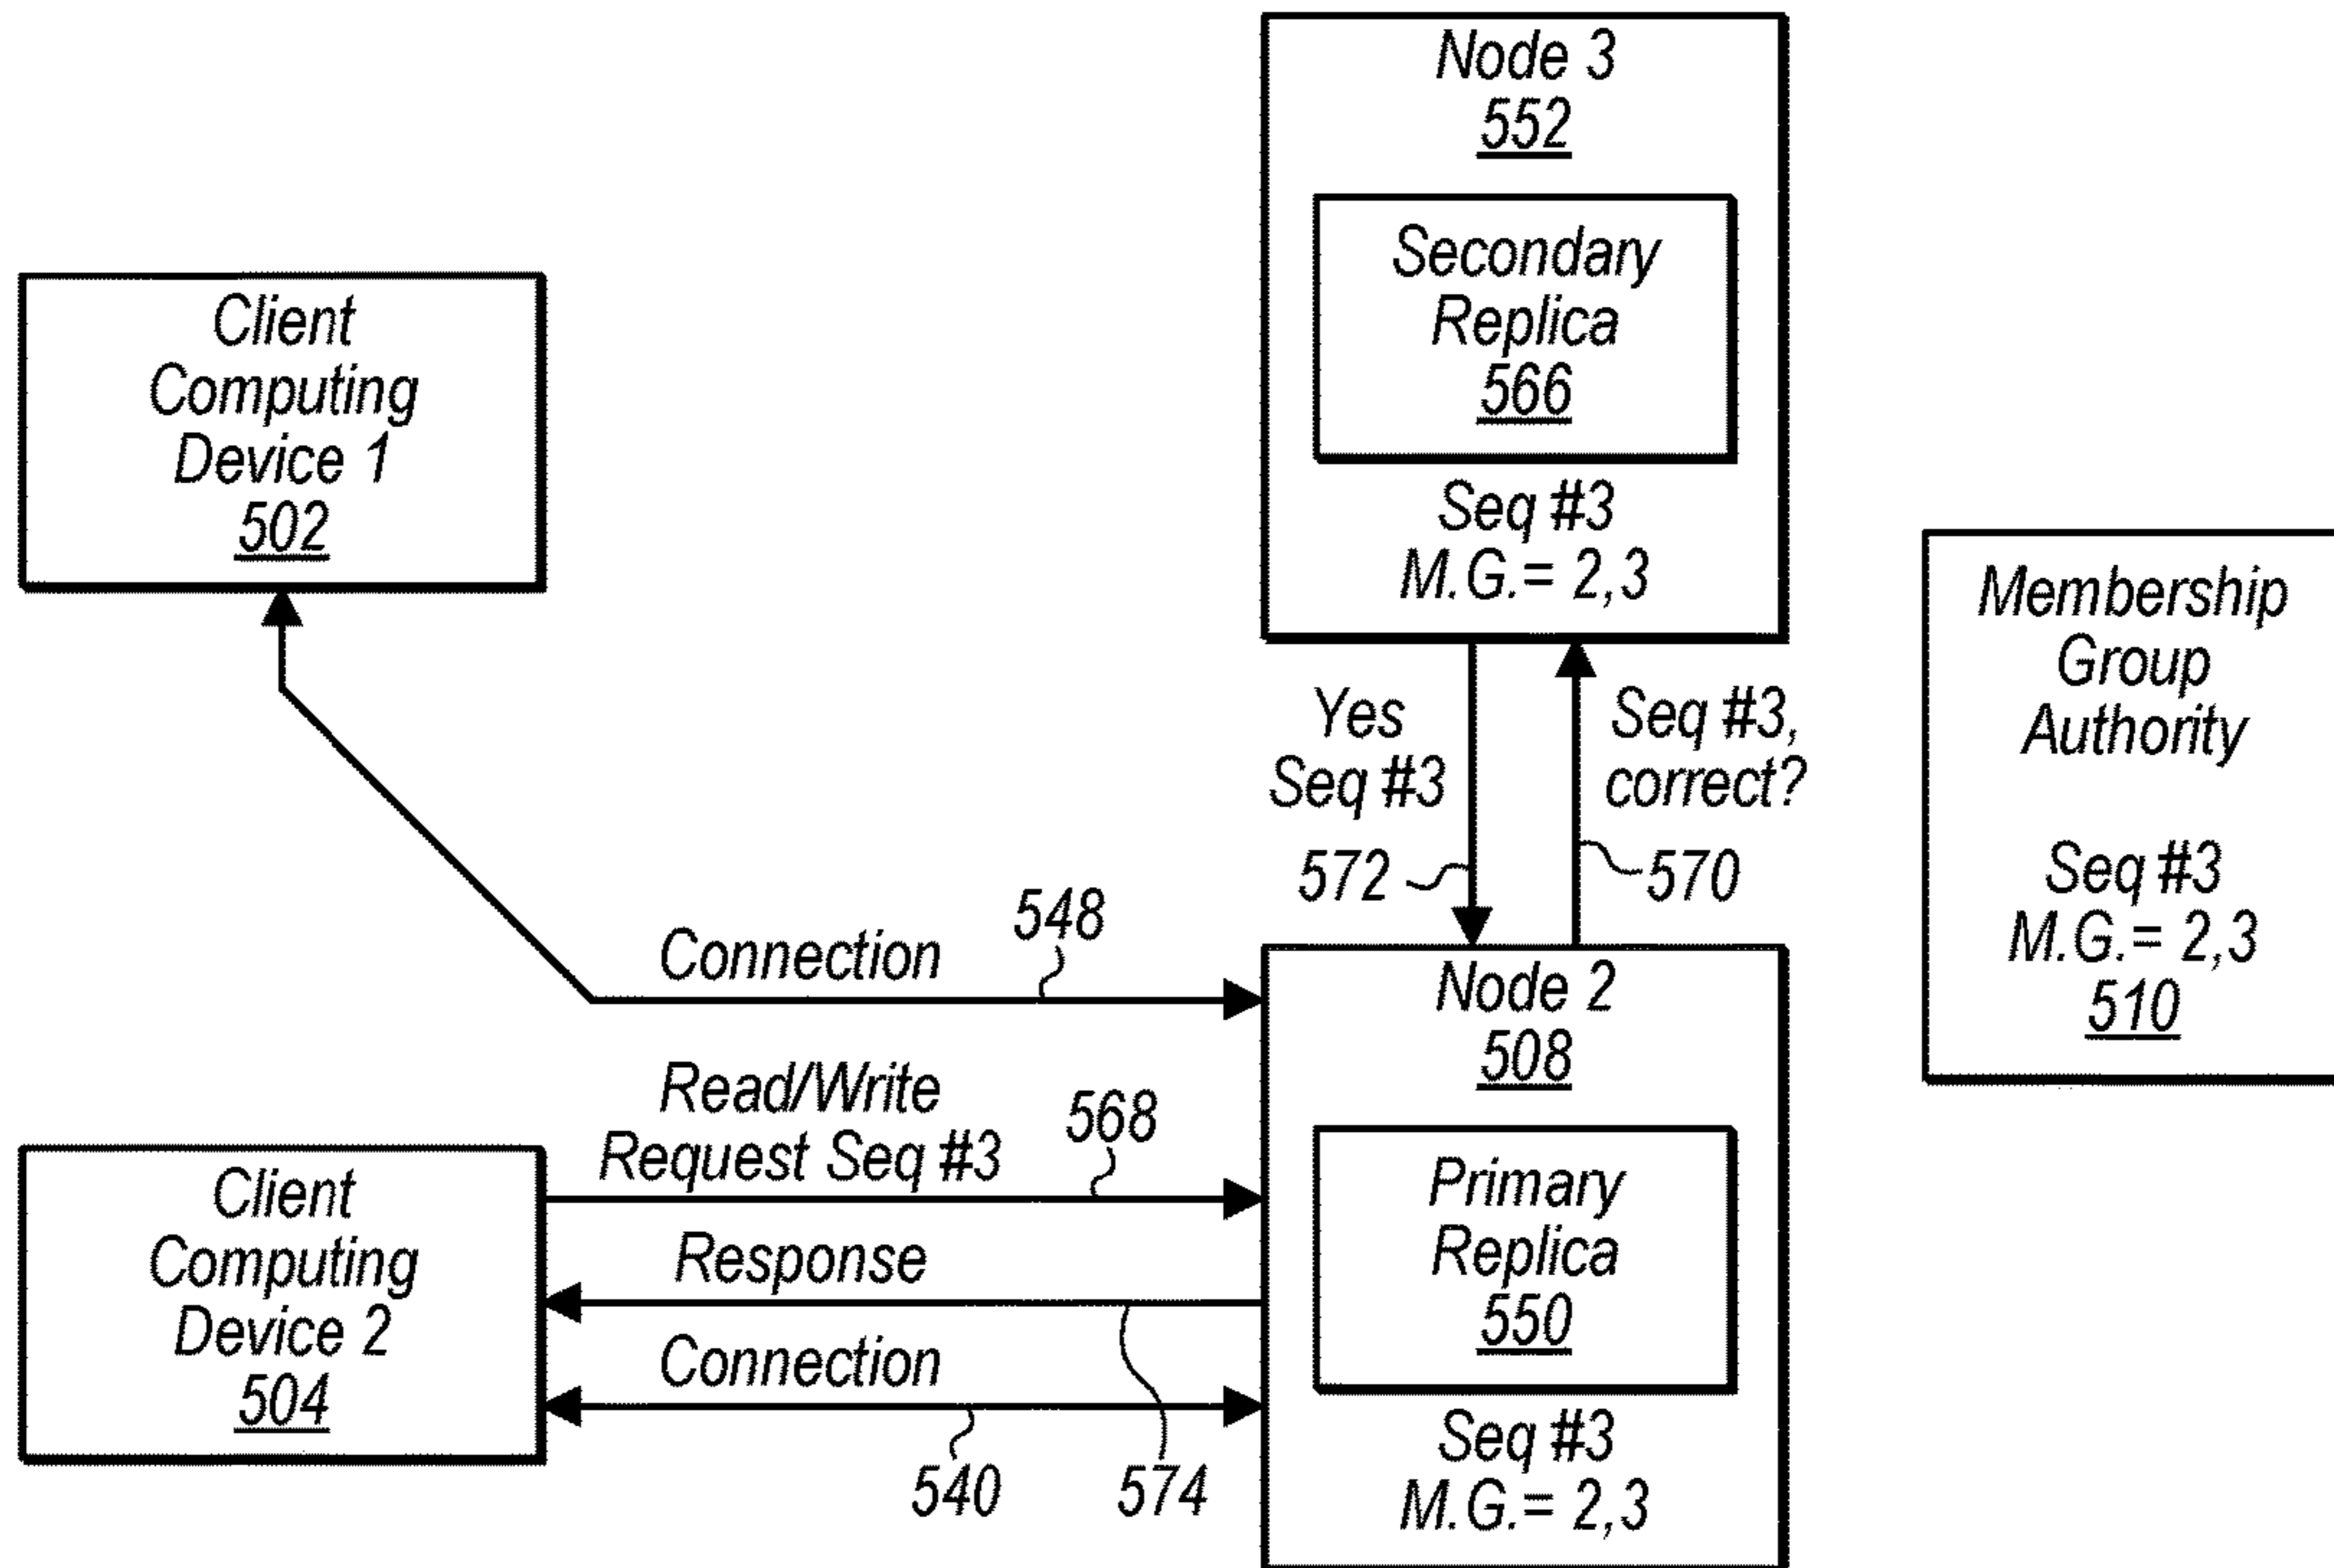 Node 3
552
Secondary
Replica
566
Seq #3
M.G.= 2,3
Client
Computing
Device 1
502
Membership
Group
Authority
Seq #3
M.G.= 2,3
510
Yes
Seq #3
572
Seq #3,
correct?
570
Connection
548
Node 2
508
Primary
Replica
550
Seq #3
M.G.= 2,3
Read/Write
Request Seq #3
568
Response
574
Connection
540
Client
Computing
Device 2
504